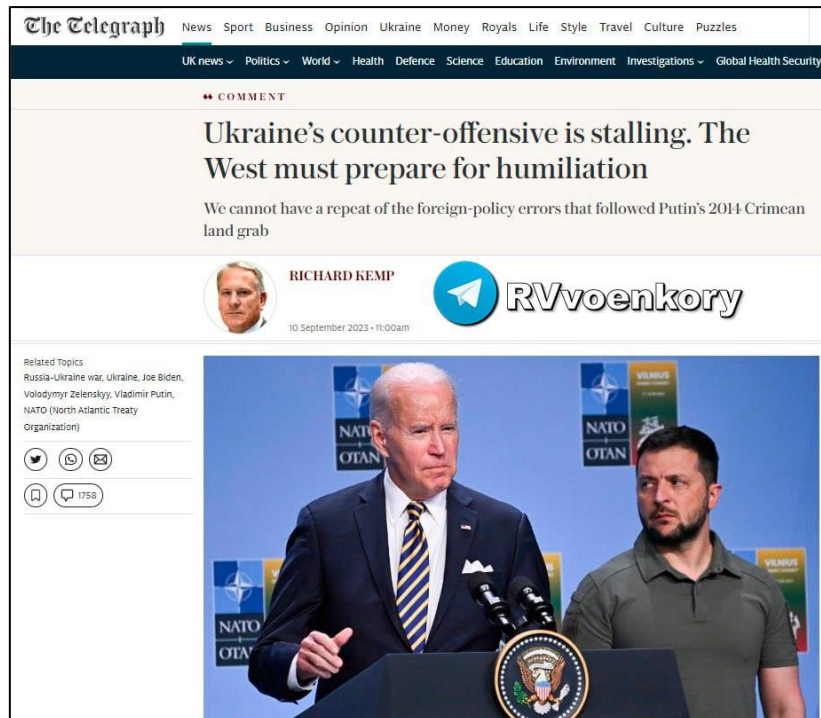 The Telegraph
News Sport Business Opinion Ukraine Money Royals Life Style Travel Culture Puzzles
UK news Politics World Health Defence Science Education Environment Investigations Global Health Security
❝ COMMENT
Ukraine's counter-offensive is stalling. The
West must prepare for humiliation
We cannot have a repeat of the foreign-policy errors that followed Putin's 2014 Crimean
land grab
RICHARD KEMP
10 September 2023 • 11:00am
RVvoenkory
Related Topics
Russia-Ukraine war, Ukraine, Joe Biden,
Volodymyr Zelenskyy, Vladimir Putin,
NATO (North Atlantic Treaty
Organization)
1758
NATO
OTAN
VILNIUS
NATO
OTAN
VILNIUS
NATO
OTAN
VILNIUS